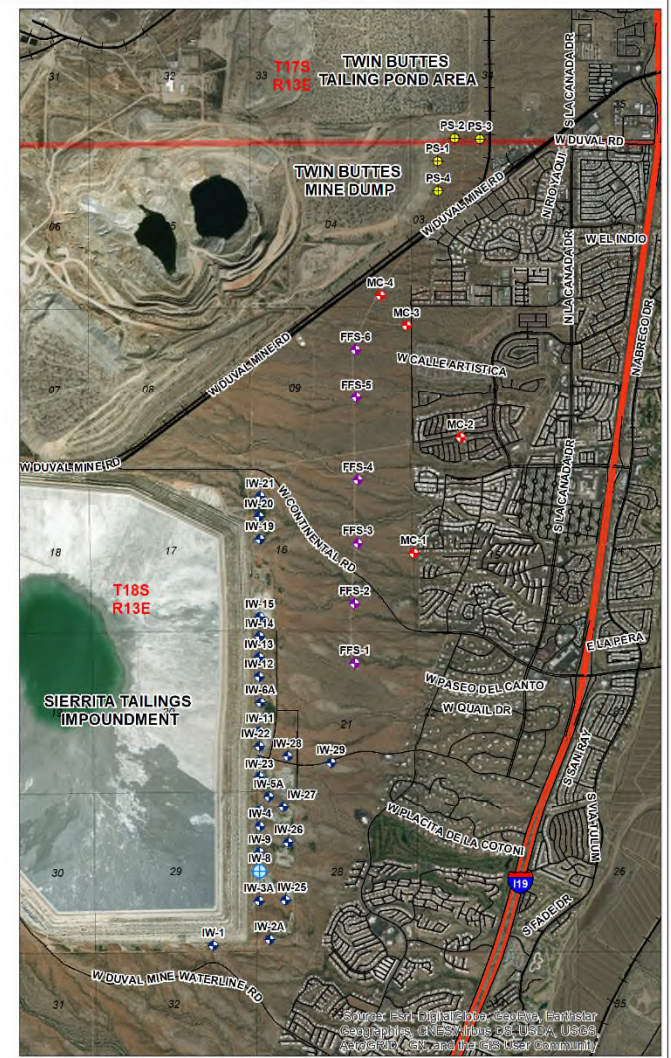 31
32
33
T17S
R13E
TWIN BUTTES
TAILING POND AREA
34
S LA CANADA DR
35
PS-2 PS-3
W DUVAL RD
PS-1
TWIN BUTTES
MINE DUMP
PS-4
N RIO YAQUI
W DUVAL MINE RD
06
05
04
03
W EL INDIO
N LA CANADA DR
N ABREGO DR
MC-4
MC-3
FFS-6
W DUVAL MINE RD
W CALLE ARTISTICA
07
08
09
FFS-5
MC-2
W DUVAL MINE RD
FFS-4
S LA CANADA DR
IW-21
IW-20
W CONTINENTAL RD
IW-19
FFS-3
MC-1
18
17
16
15
T18S
R13E
FFS-2
IW-15
IW-14
IW-13
IW-12
FFS-1
E LA PERA
W PASEO DEL CANTO
IW-6A
SIERRITA TAILINGS
IMPOUNDMENT
W QUAIL DR
IW-11
21
IW-22
IW-28
IW-29
S SAN RAY
IW-23
IW-5A
IW-27
S VIA TULUM
IW-4
W PLACITA DE LA COTONI
IW-26
IW-9
IW-8
30
29
28
27
26
I19
IW-3A
IW-25
S FADE DR
IW-1
IW-2A
W DUVAL MINE WATERLINE RD
31
32
35
Source: Esri, DigitalGlobe, GeoEye, Earthstar
Geographics, CNES/Airbus DS, USDA, USGS,
AeroGRID, IGN, and the GIS User Community